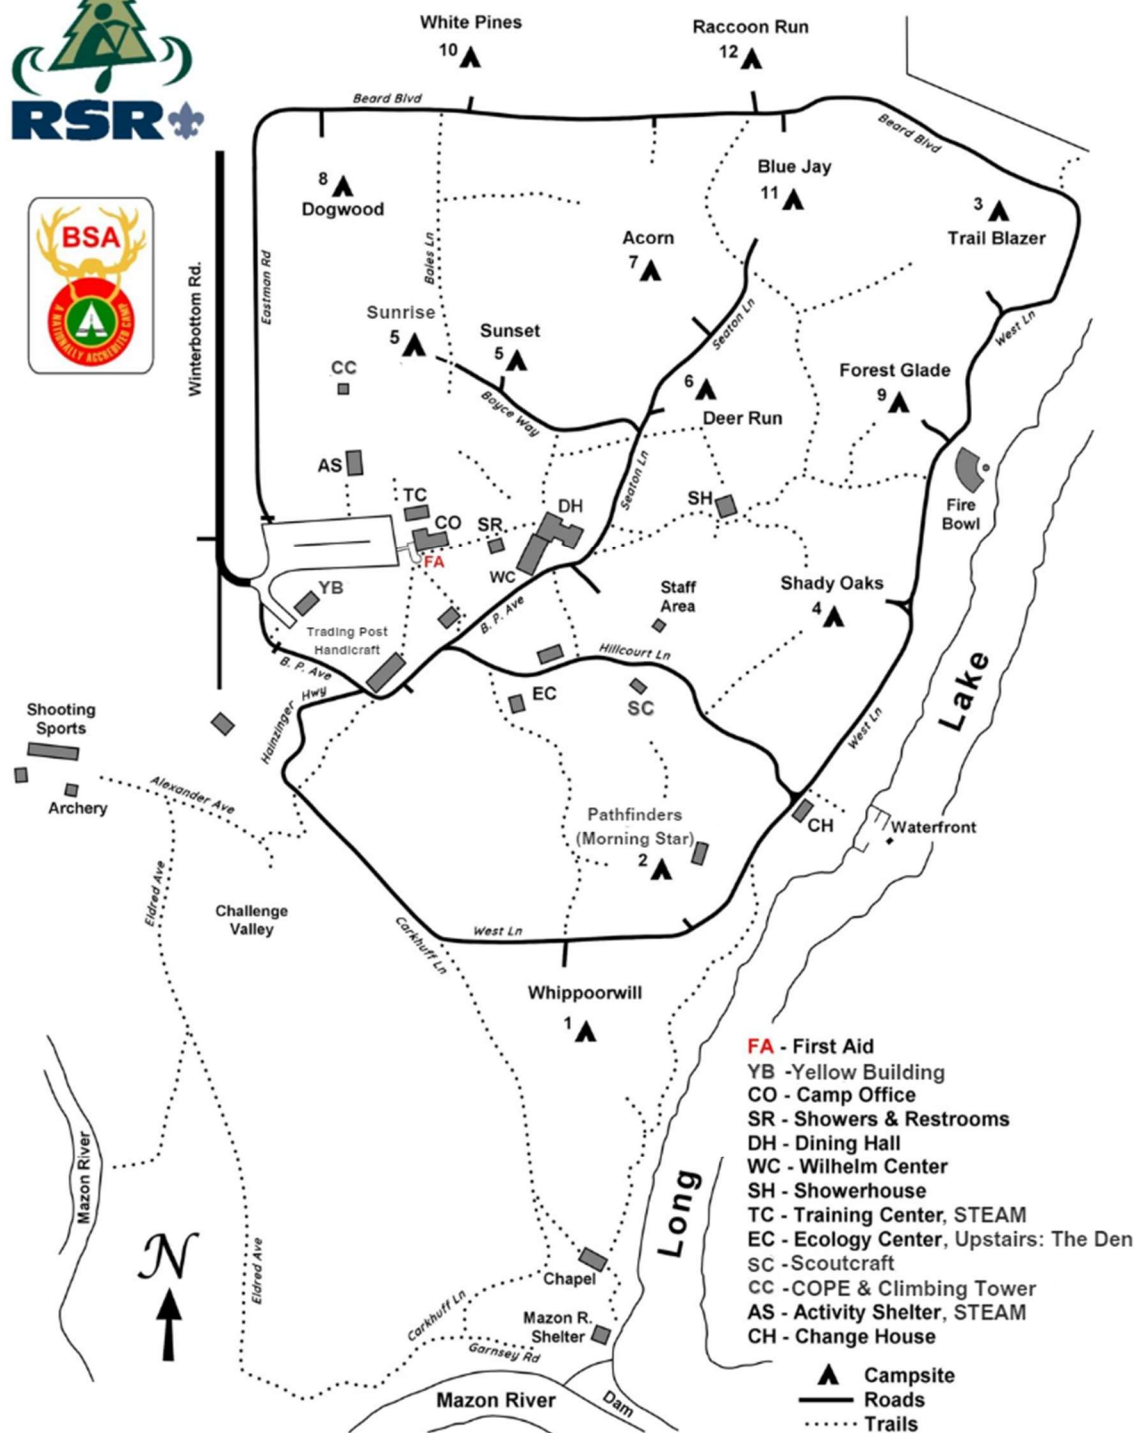 White Pines
10
Raccoon Run
12
RSR
Beard Blvd
Beard Blvd
BSA
A NATIONALLY ACCREDITED CAMP
Winterbottom Rd.
Eastman Rd
8
Dogwood
Bales Ln
Blue Jay
11
3
Trail Blazer
Acorn
7
Sunrise
5
Sunset
5
Seaton Ln
West Ln
CC
Boyce Way
6
Deer Run
Forest Glade
9
AS
TC
CO
SR
DH
Seaton Ln
SH
Fire
Bowl
FA
WC
YB
B. P. Ave
Staff
Area
Shady Oaks
4
Trading Post
Handicraft
B. P. Ave
Hillcourt Ln
Hainzinger Hwy
EC
SC
West Ln
Lake
Shooting
Sports
Archery
Alexander Ave
Pathfinders
(Morning Star)
2
CH
Waterfront
Eldred Ave
Challenge
Valley
Carkhuff Ln
West Ln
Whippoorwill
1
Mazon River
Long
FA - First Aid
YB -Yellow Building
CO - Camp Office
SR - Showers & Restrooms
DH - Dining Hall
WC - Wilhelm Center
SH - Showerhouse
TC - Training Center, STEAM
EC - Ecology Center, Upstairs: The Den
SC -Scoutcraft
CC -COPE & Climbing Tower
AS - Activity Shelter, STEAM
CH - Change House
N
Eldred Ave
Chapel
Carkhuff Ln
Mazon R.
Shelter
Garnsey Rd
Mazon River
Dam
Campsite
Roads
Trails